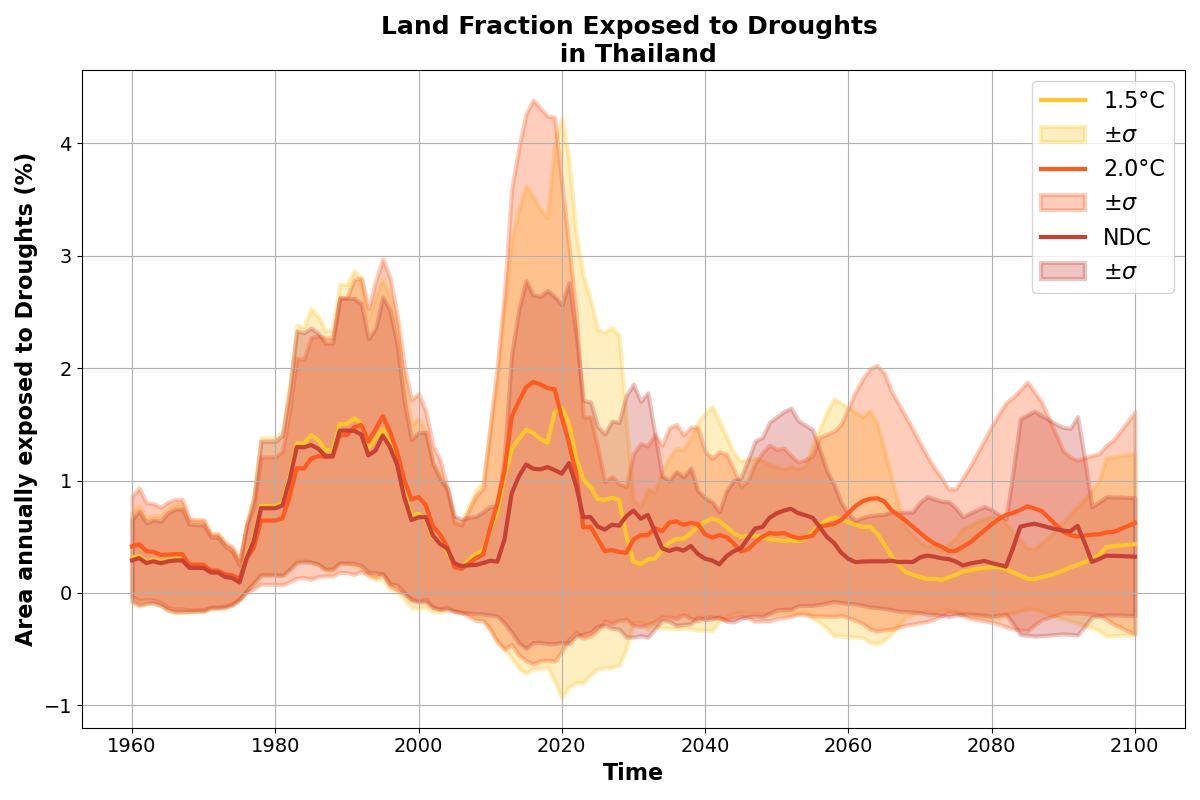 Land Fraction Exposed to Droughts
in Thailand
Area annually exposed to Droughts (%)
4
3
2
1
0
−1
1.5°C
±σ
2.0°C
±σ
NDC
±σ
1960 1980 2000 2020 2040 2060 2080 2100
Time